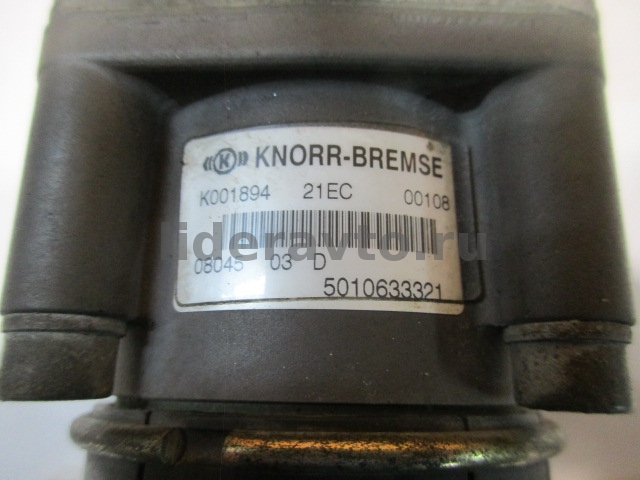 «K» KNORR-BREMSE
K001894 21EC 00108
lideravto.ru
08045 03 D
5010633321